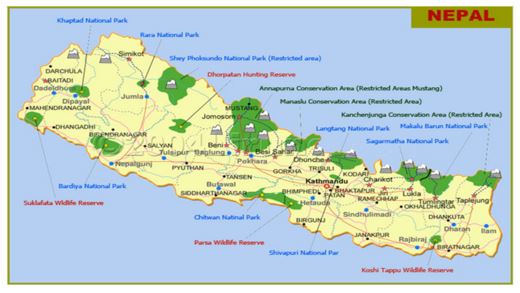 NEPAL
Khaptad National Park
Rara National Park
Simikot
Shey Phoksundo National Park (Restricted area)
Dhorpatan Hunting Reserve
DARCHULA
BAITADI
Dadeldhura
Dipayal
Jumla
Annapurna Conservation Area (Restricted Areas Mustang)
Manaslu Conservation Area (Restricted Area)
Kanchenjunga Conservation Area (Restricted Area)
MAHENDRANAGAR
MUSTANG
Jomosom
Langtang National Park
Makalu Barun National Park
DHANGADHI
BIRENDRANAGAR
Sagarmatha National Park
SALYAN
Beni
Tulsipur
Baglung
Besi Sahar
Nepalgunj
PYUTHAN
Pokhara
Dhunche
GORKHA
TRISULI
KODARI
Bardiya National Park
TANSEN
Kathmandu
Charikot
Jiri
Lukla
Butawal
BHIMPHED
BHAKTAPUR
RAMECHHAP
Tumlingtar
Taplejung
Suklafata Wildlife Reserve
SIDDHARTHANAGAR
PATAN
OKHALDHUNGA
Hetauda
Sindhulimadi
DHANKUTA
Chitwan Natinal Park
BIRGUNJ
Dharan
Ilam
JANAKPUR
Rajbiraj
BIRATNAGAR
Parsa Wildlife Reserve
Shivapuri National Par
Koshi Tappu Wildlife Reserve